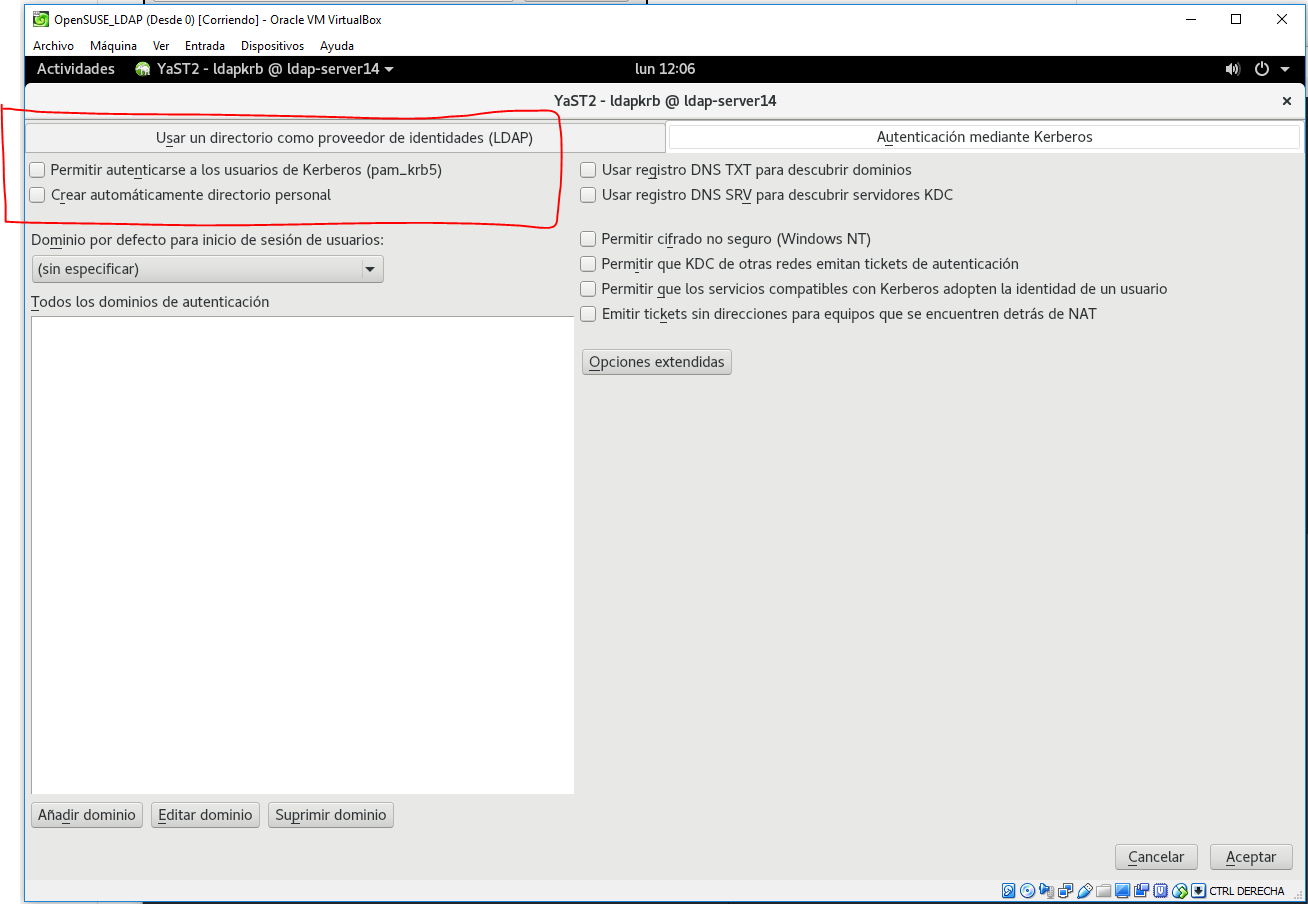 OpenSUSE_LDAP (Desde 0) [Corriendo] - Oracle VM VirtualBox
Archivo Máquina Ver Entrada Dispositivos Ayuda
Actividades YaST2 - ldapkrb @ ldap-server14 lun 12:06
YaST2 - ldapkrb @ ldap-server14
Usar un directorio como proveedor de identidades (LDAP)
Autenticación mediante Kerberos
Permitir autenticarse a los usuarios de Kerberos (pam_krb5)
Crear automáticamente directorio personal
Dominio por defecto para inicio de sesión de usuarios:
(sin especificar)
Todos los dominios de autenticación
Añadir dominio Editar dominio Suprimir dominio
Usar registro DNS TXT para descubrir dominios
Usar registro DNS SRV para descubrir servidores KDC
Permitir cifrado no seguro (Windows NT)
Permitir que KDC de otras redes emitan tickets de autenticación
Permitir que los servicios compatibles con Kerberos adopten la identidad de un usuario
Emitir tickets sin direcciones para equipos que se encuentren detrás de NAT
Opciones extendidas
Cancelar Aceptar
CTRL DERECHA